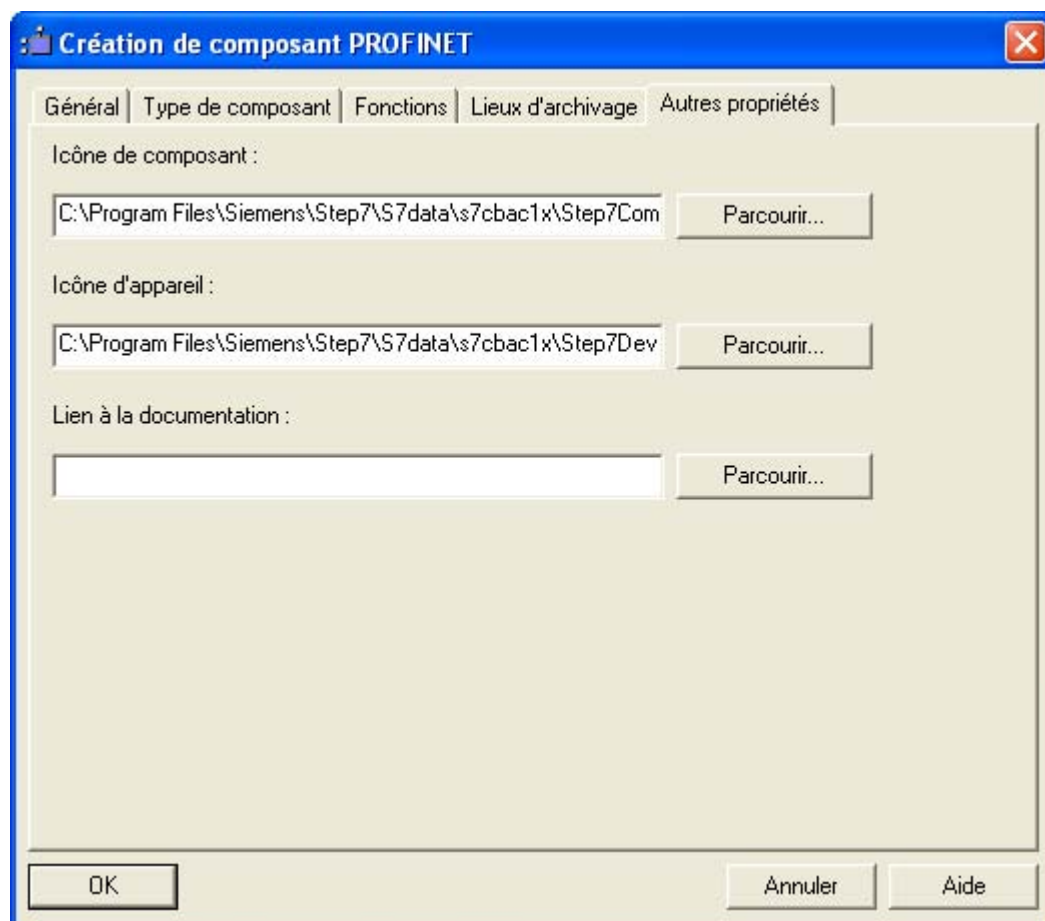 Création de composant PROFINET
Général Type de composant Fonctions Lieux d'archivage Autres propriétés
Icône de composant :
C:\Program Files\Siemens\Step7\S7data\s7cbac1x\Step7Com Parcourir...
Icône d'appareil :
C:\Program Files\Siemens\Step7\S7data\s7cbac1x\Step7Dev Parcourir...
Lien à la documentation :
Parcourir...
OK Annuler Aide